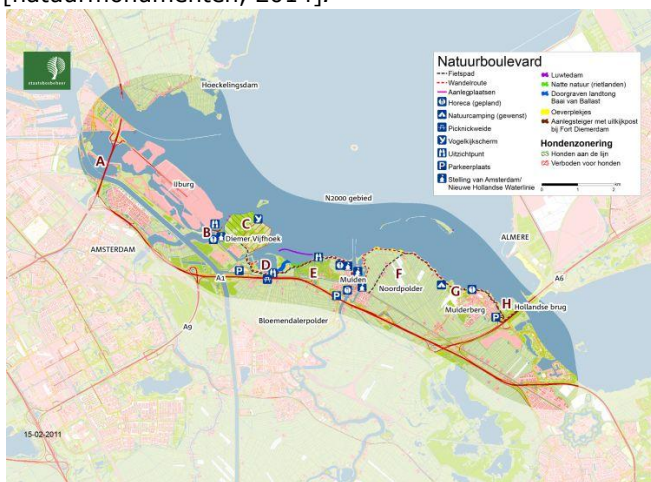 [natuurmonumenten, 2014].
staatsbosbeheer
Hoeckelingsdam
Natuurboulevard
Fietspad
Wandelroute
Aanlegplaatsen
Horeca (gepland)
Natuurcamping (gewenst)
Picknickweide
Vogelkijkscherm
Uitzichtpunt
Parkeerplaats
Stelling van Amsterdam/
Nieuwe Hollandse Waterlinie
Luwtedam
Natte natuur (rietlanden)
Doorgraven landtong
Baai van Ballast
Oeverplekjes
Aanlegsteiger met uitkijkpost
bij Fort Diemerdam
Hondenzonering
Honden aan de lijn
Verboden voor honden
A
IJburg
N2000 gebied
B
C
Diemer Vijfhoek
AMSTERDAM
ALMERE
D
E
F
A1
P
Muiden
Noordpolder
G
A6
H
Hollandse brug
Muiderberg
P
P
A9
Bloemendalerpolder
15-02-2011